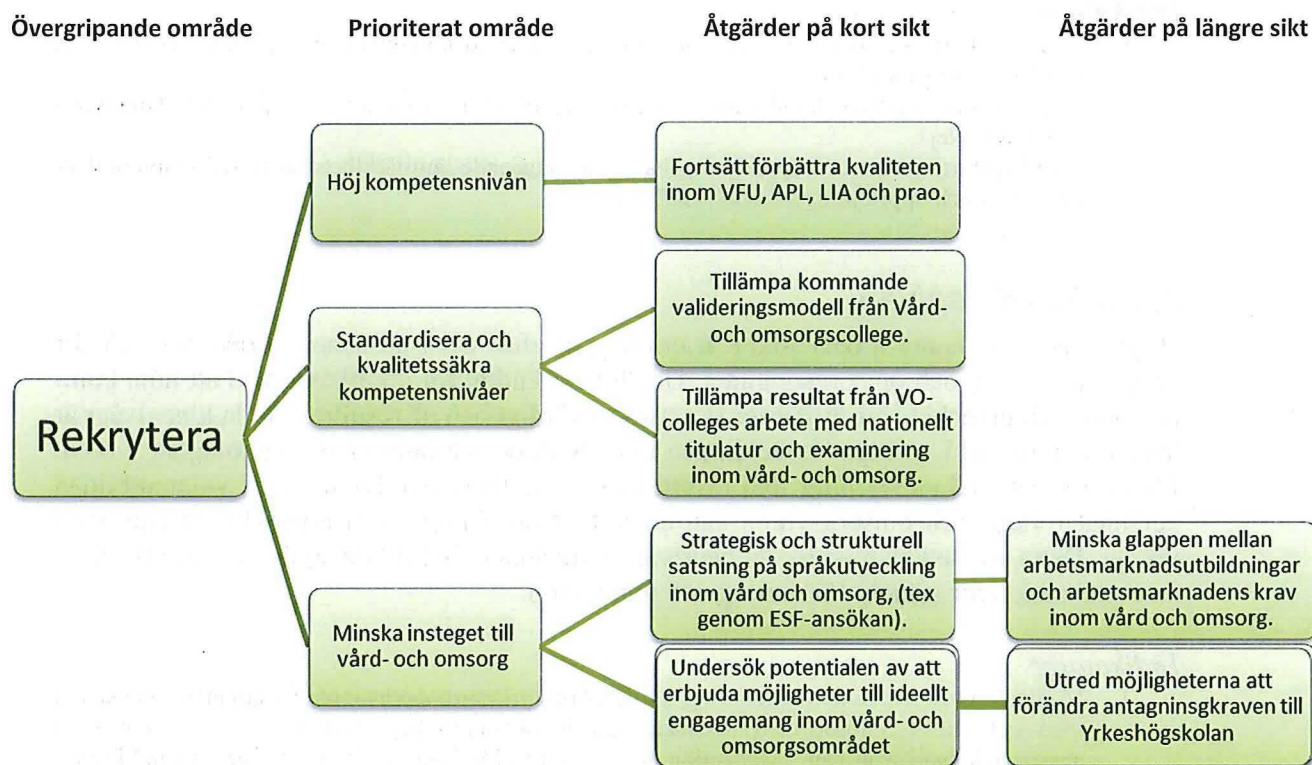 Övergripande område
Prioriterat område
Åtgärder på kort sikt
Åtgärder på längre sikt
Rekrytera
Höj kompetensnivån
Fortsätt förbättra kvaliteten
inom VFU, APL, LIA och prao.
Standardisera och
kvalitetssäkra
kompetensnivåer
Tillämpa kommande
valideringsmodell från Vård-
och omsorgscollege.
Tillämpa resultat från VO-
colleges arbete med nationellt
titulatur och examinering
inom vård- och omsorg.
Minska insteget till
vård- och omsorg
Strategisk och strukturell
satsning på språkutveckling
inom vård och omsorg, (tex
genom ESF-ansökan).
Minska glappen mellan
arbetsmarknadsutbildningar
och arbetsmarknadens krav
inom vård och omsorg.
Undersök potentialen av att
erbjuda möjligheter till ideellt
engagemang inom vård- och
omsorgsområdet
Utred möjligheterna att
förändra antagninsgkraven till
Yrkeshögskolan